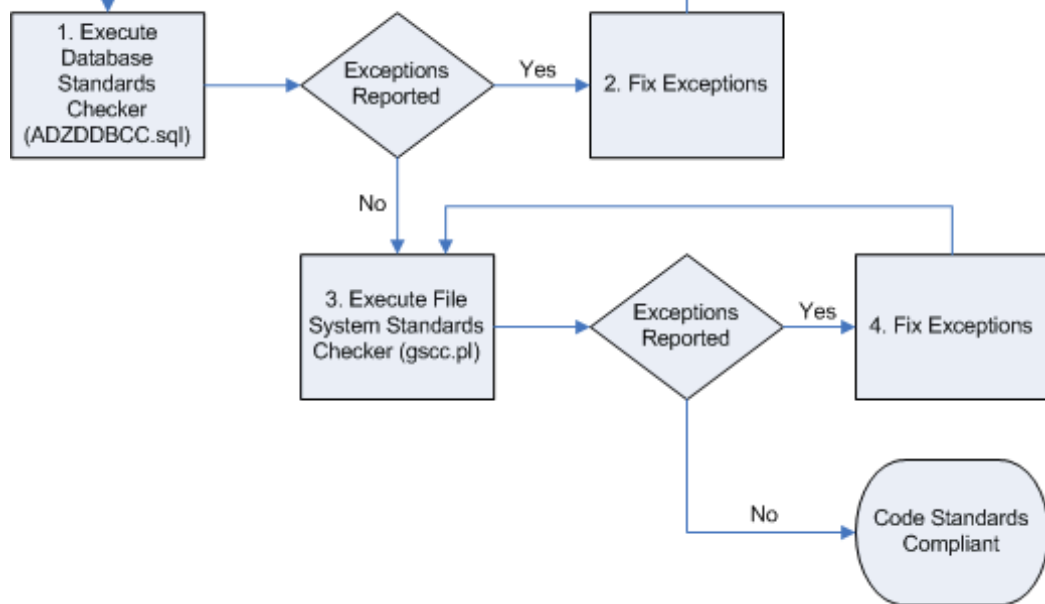 1. Execute
Database
Standards
Checker
(ADZDDBCC.sql)
Exceptions
Reported
Yes
2. Fix Exceptions
No
3. Execute File
System Standards
Checker (gscc.pl)
Exceptions
Reported
Yes
4. Fix Exceptions
No
Code Standards
Compliant